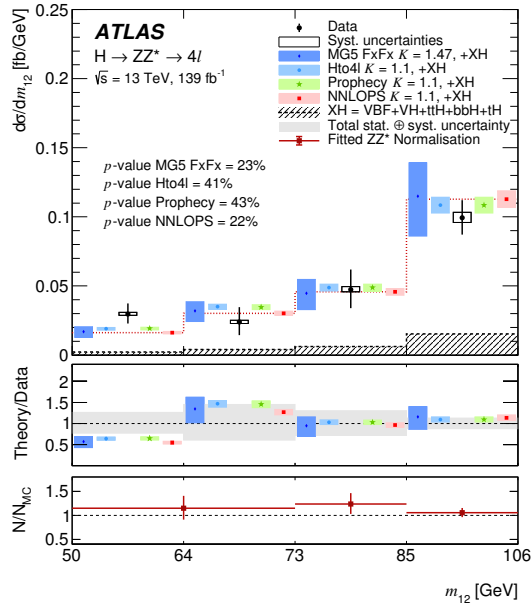 ATLAS
H → ZZ* → 4l
√s = 13 TeV, 139 fb⁻¹
Data
Syst. uncertainties
MG5 FxFx K = 1.47, +XH
Hto4l K = 1.1, +XH
Prophecy K = 1.1, +XH
NNLOPS K = 1.1, +XH
XH = VBF+VH+ttH+bbH+tH
Total stat. ⊕ syst. uncertainty
Fitted ZZ* Normalisation
p-value MG5 FxFx = 23%
p-value Hto4l = 41%
p-value Prophecy = 43%
p-value NNLOPS = 22%
dσ/dm₁₂ [fb/GeV]
0.25
0.2
0.15
0.1
0.05
0
Theory/Data
2
1.5
1
0.5
N/N_MC
1.5
1
50 64 73 85 106
m₁₂ [GeV]